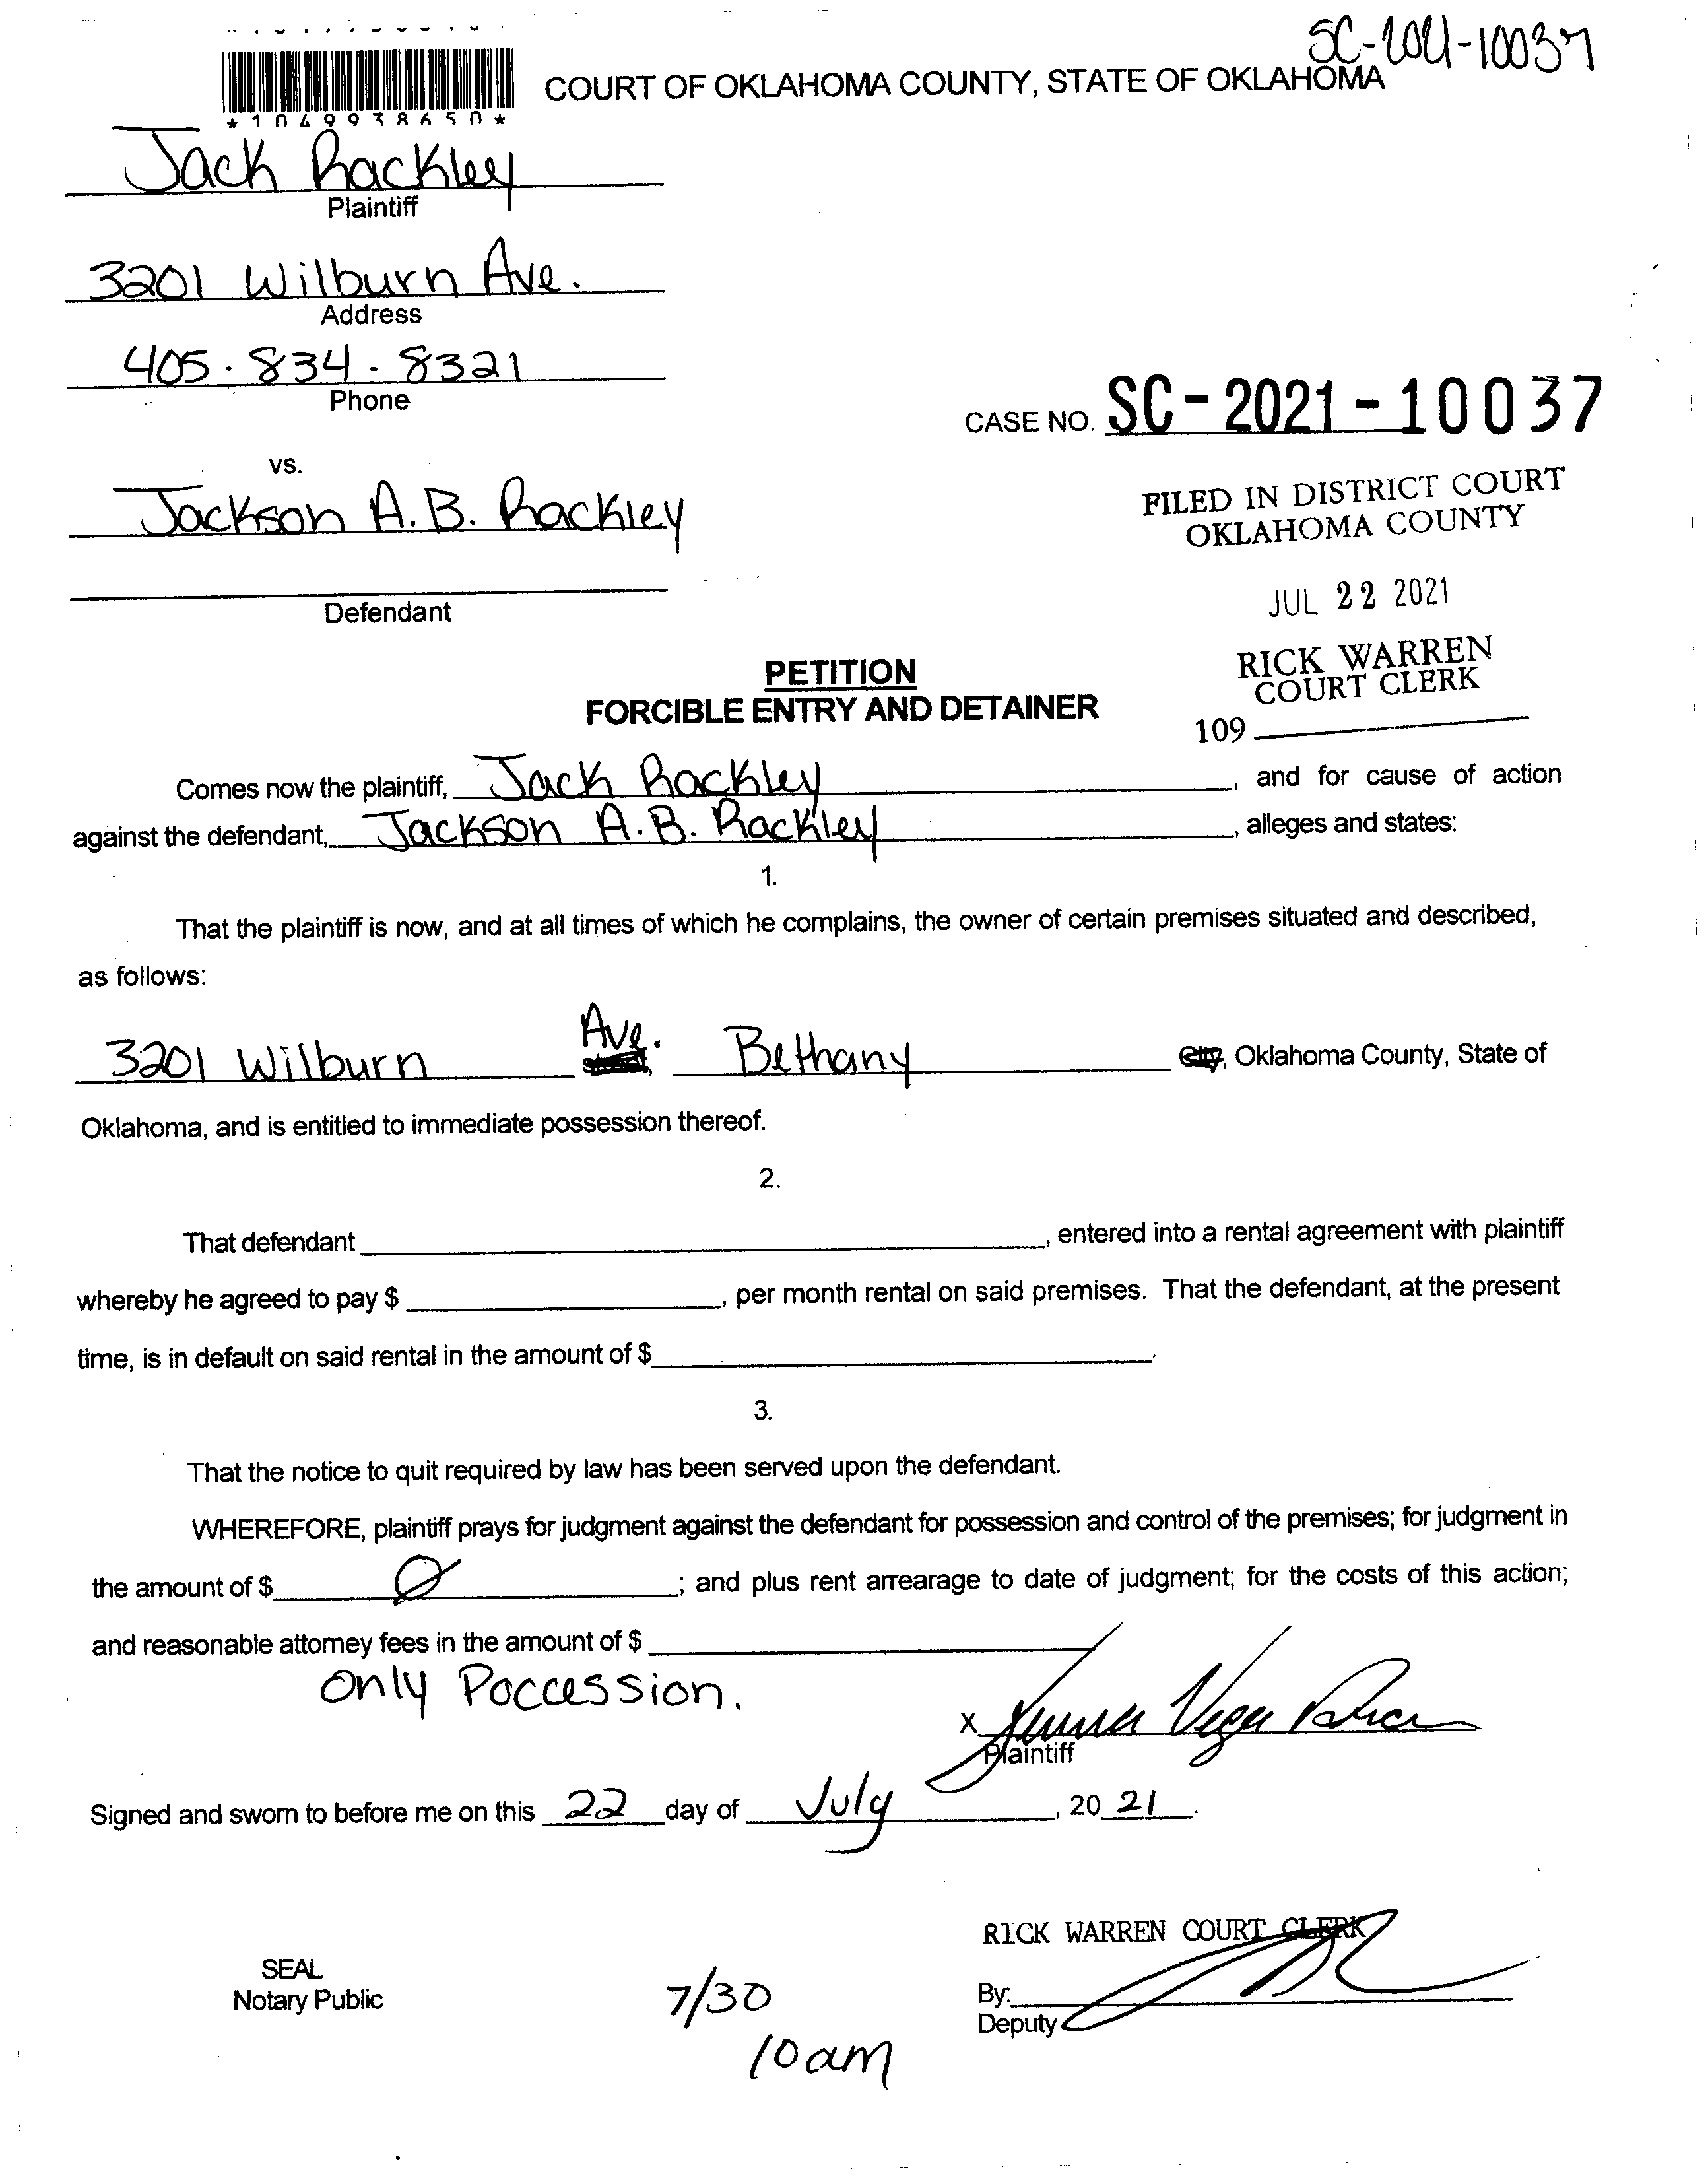 SC-2021-10037
COURT OF OKLAHOMA COUNTY, STATE OF OKLAHOMA
*1049938650*
Jack Rackley
Plaintiff
3201 Wilburn Ave.
Address
405.834.8321
Phone
CASE NO. SC-2021-10037
vs.
Jackson A.B. Rackley
Defendant
FILED IN DISTRICT COURT
OKLAHOMA COUNTY
JUL 22 2021
RICK WARREN
COURT CLERK
109
PETITION
FORCIBLE ENTRY AND DETAINER
Comes now the plaintiff, Jack Rackley, and for cause of action
against the defendant, Jackson A.B. Rackley, alleges and states:
1.
That the plaintiff is now, and at all times of which he complains, the owner of certain premises situated and described,
as follows:
3201 Wilburn Ave. Bethany City, Oklahoma County, State of
Oklahoma, and is entitled to immediate possession thereof.
2.
That defendant , entered into a rental agreement with plaintiff
whereby he agreed to pay $ , per month rental on said premises. That the defendant, at the present
time, is in default on said rental in the amount of $ .
3.
That the notice to quit required by law has been served upon the defendant.
WHEREFORE, plaintiff prays for judgment against the defendant for possession and control of the premises; for judgment in
the amount of $ Ø ; and plus rent arrearage to date of judgment; for the costs of this action;
and reasonable attorney fees in the amount of $
Only Poccession.
X
Plaintiff
Signed and sworn to before me on this 22 day of July, 20 21.
RICK WARREN COURT CLERK
SEAL
Notary Public
By:
Deputy
7/30
10am